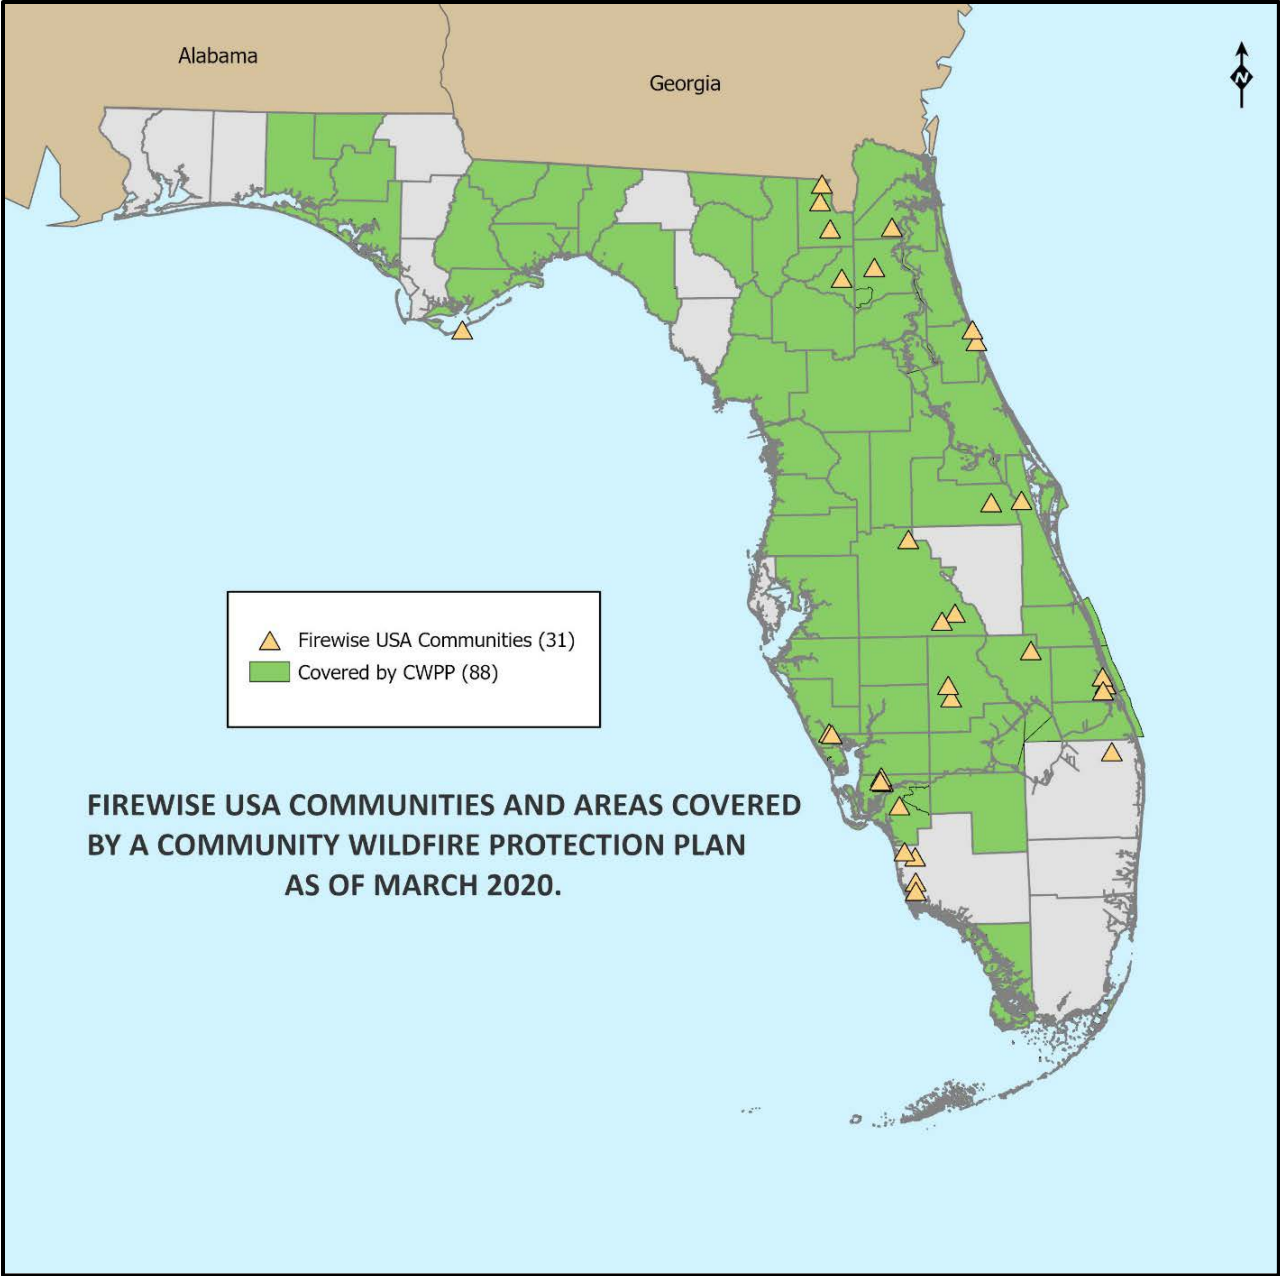 Alabama
Georgia
N
Firewise USA Communities (31)
Covered by CWPP (88)
FIREWISE USA COMMUNITIES AND AREAS COVERED
BY A COMMUNITY WILDFIRE PROTECTION PLAN
AS OF MARCH 2020.